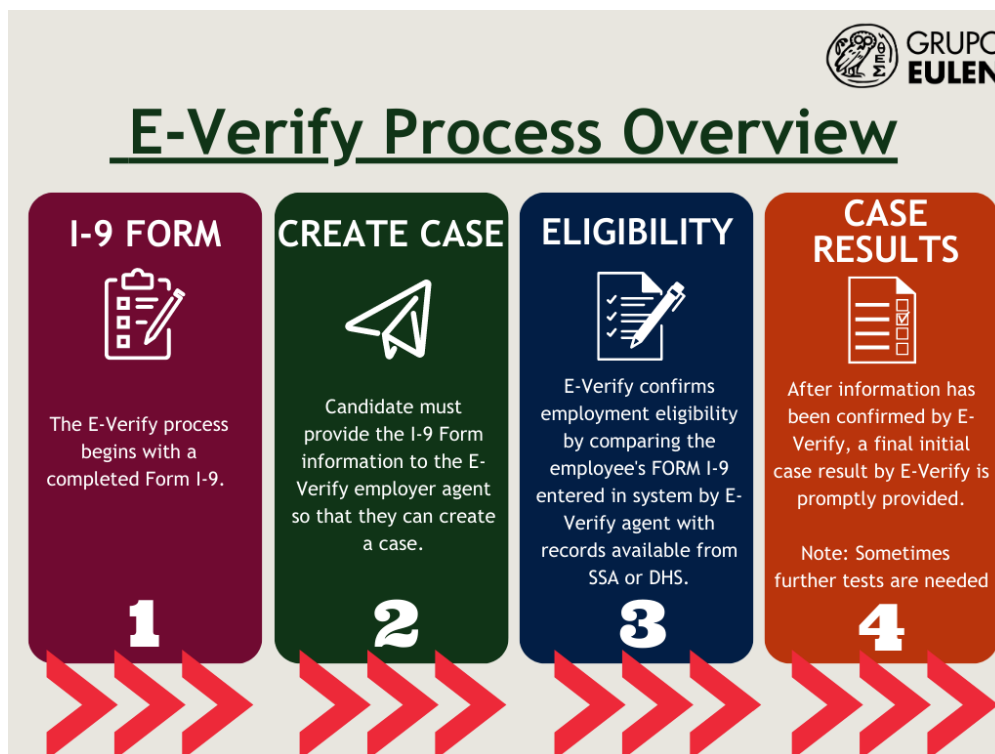 GRUPO
EULEN
E-Verify Process Overview
I-9 FORM
The E-Verify process
begins with a
completed Form I-9.
1
CREATE CASE
Candidate must
provide the I-9 Form
information to the E-
Verify employer agent
so that they can create
a case.
2
ELIGIBILITY
E-Verify confirms
employment eligibility
by comparing the
employee's FORM I-9
entered in system by E-
Verify agent with
records available from
SSA or DHS.
3
CASE
RESULTS
After information has
been confirmed by E-
Verify, a final initial
case result by E-Verify is
promptly provided.
Note: Sometimes
further tests are needed
4